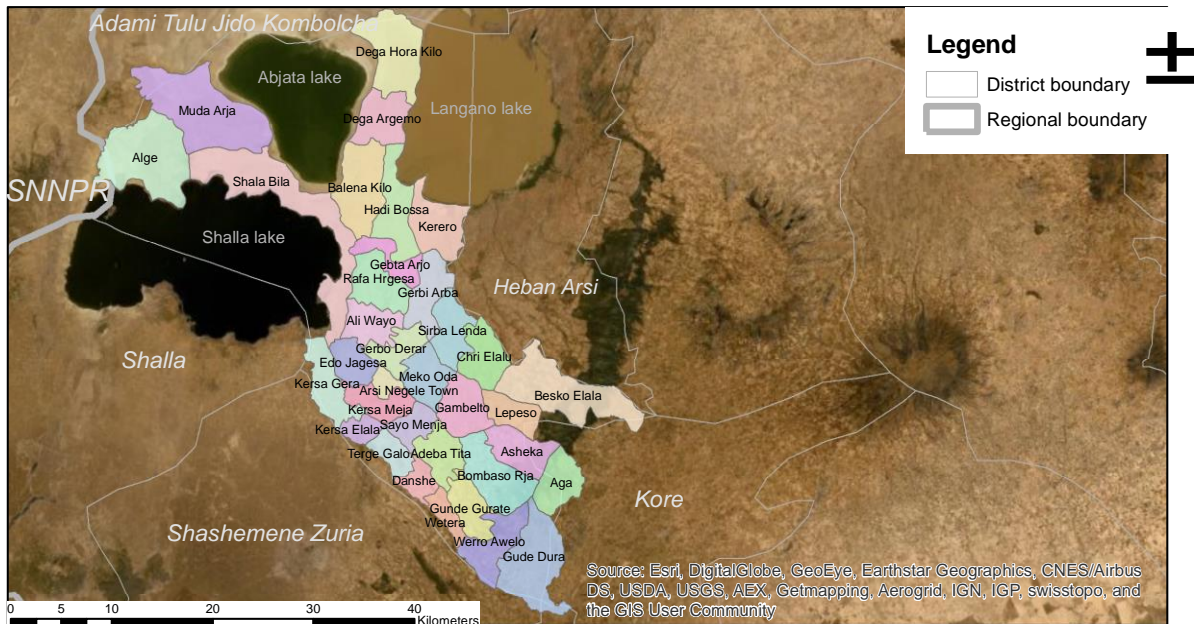 Adami Tulu Jido Kombolcha
Dega Hora Kilo
Abjata lake
Langano lake
Muda Arja
Dega Argemo
Alge
Shala Bila
Balena Kilo
SNNPR
Hadi Bossa
Kerero
Shalla lake
Gebta Arjo
Rafa Hrgesa
Heban Arsi
Gerbi Arba
Ali Wayo
Sirba Lenda
Shalla
Gerbo Derar
Chri Elalu
Edo Jagesa
Meko Oda
Kersa Gera
Arsi Negele Town
Besko Elala
Kersa Meja
Gambelto
Lepeso
Sayo Menja
Kersa Elala
Terge Galo
Adeba Tita
Asheka
Bombaso Rja
Danshe
Aga
Kore
Gunde Gurate
Wetera
Shashemene Zuria
Werro Awelo
Gude Dura
Legend
District boundary
Regional boundary
Source: Esri, DigitalGlobe, GeoEye, Earthstar Geographics, CNES/Airbus
DS, USDA, USGS, AEX, Getmapping, Aerogrid, IGN, IGP, swisstopo, and
the GIS User Community
0 5 10 20 30 40
Kilometers